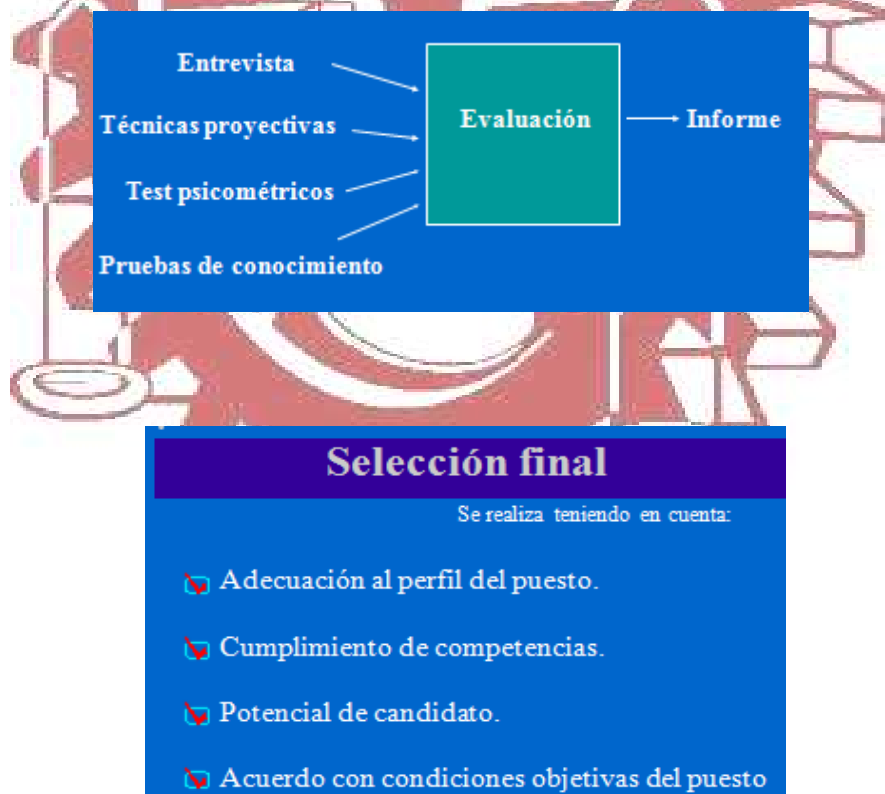 Entrevista
Técnicas proyectivas
Test psicométricos
Pruebas de conocimiento
Evaluación
Informe
Selección final
Se realiza teniendo en cuenta:
Adecuación al perfil del puesto.
Cumplimiento de competencias.
Potencial de candidato.
Acuerdo con condiciones objetivas del puesto